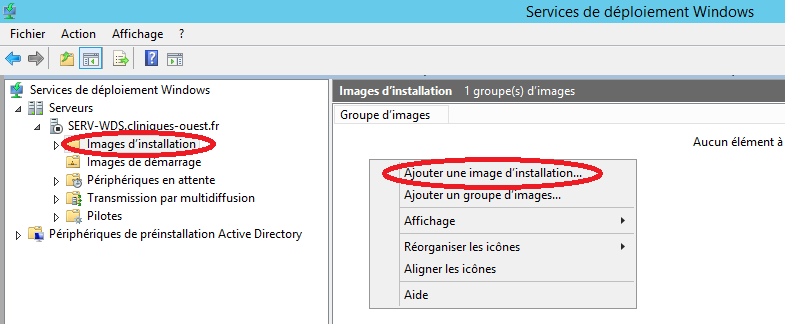 Services de déploiement Windows
Fichier Action Affichage ?
Services de déploiement Windows
Serveurs
SERV-WDS.cliniques-ouest.fr
Images d'installation
Images de démarrage
Périphériques en attente
Transmission par multidiffusion
Pilotes
Périphériques de préinstallation Active Directory
Images d'installation 1 groupe(s) d'images
Groupe d'images
Aucun élément à
Ajouter une image d'installation...
Ajouter un groupe d'images...
Affichage
Réorganiser les icônes
Aligner les icônes
Aide